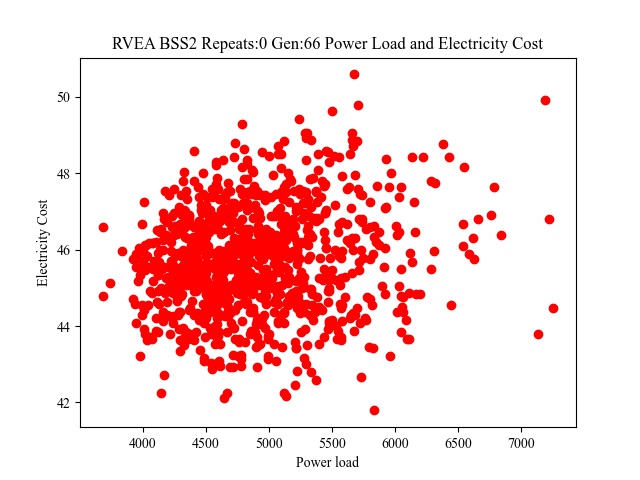 RVEA BSS2 Repeats:0 Gen:66 Power Load and Electricity Cost
50
48
46
44
42
Electricity Cost
4000 4500 5000 5500 6000 6500 7000
Power load